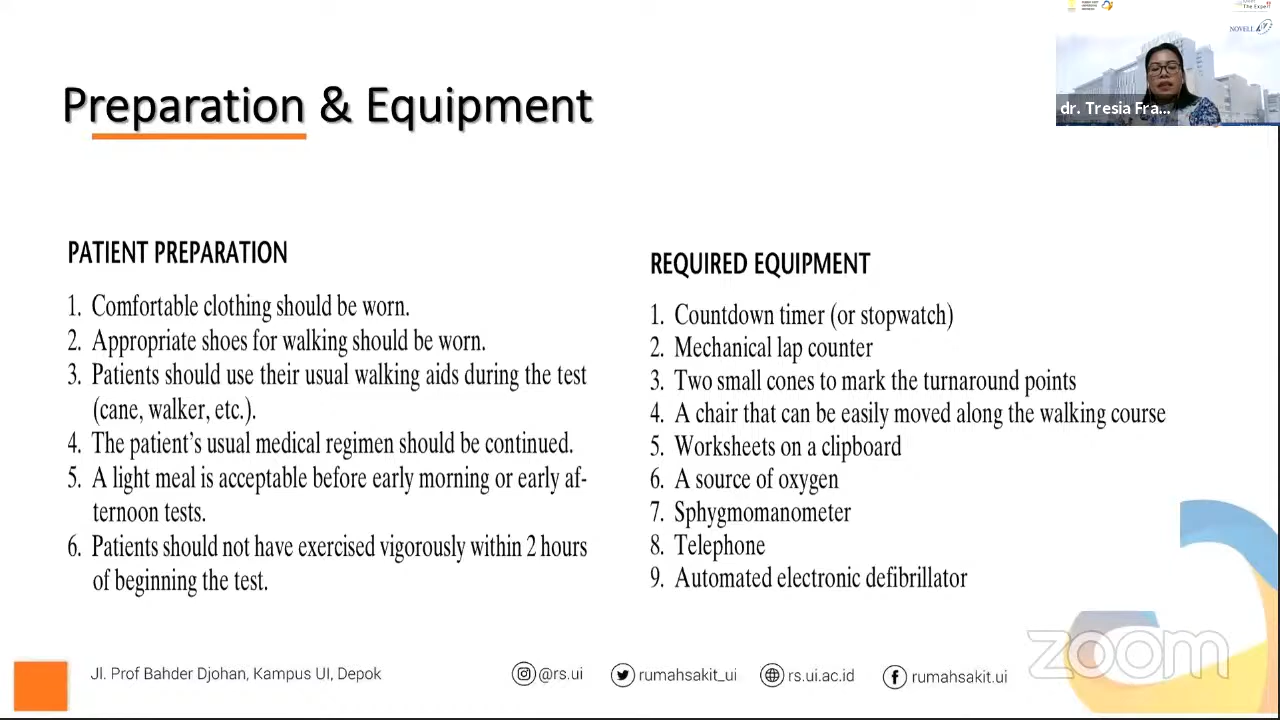 NOVELL
dr. Tresia Fra...
Preparation & Equipment
PATIENT PREPARATION
1. Comfortable clothing should be worn.
2. Appropriate shoes for walking should be worn.
3. Patients should use their usual walking aids during the test
(cane, walker, etc.).
4. The patient's usual medical regimen should be continued.
5. A light meal is acceptable before early morning or early af-
ternoon tests.
6. Patients should not have exercised vigorously within 2 hours
of beginning the test.
REQUIRED EQUIPMENT
1. Countdown timer (or stopwatch)
2. Mechanical lap counter
3. Two small cones to mark the turnaround points
4. A chair that can be easily moved along the walking course
5. Worksheets on a clipboard
6. A source of oxygen
7. Sphygmomanometer
8. Telephone
9. Automated electronic defibrillator
zoom
Jl. Prof Bahder Djohan, Kampus UI, Depok
@rs.ui
rumahsakit_ui
rs.ui.ac.id
rumahsakit.ui